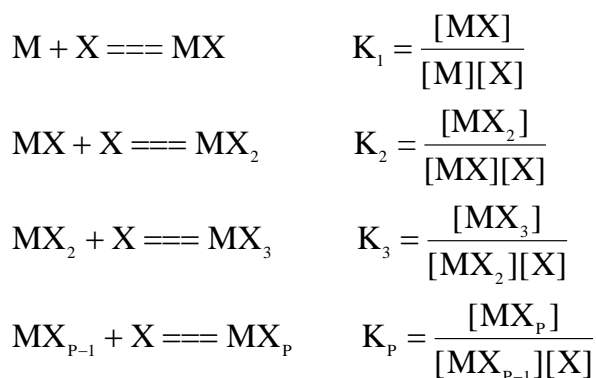 M + X === MX K₁ = [MX] / [M][X]
MX + X === MX₂ K₂ = [MX₂] / [MX][X]
MX₂ + X === MX₃ K₃ = [MX₃] / [MX₂][X]
MX_{P−1} + X === MX_P K_P = [MX_P] / [MX_{P−1}][X]